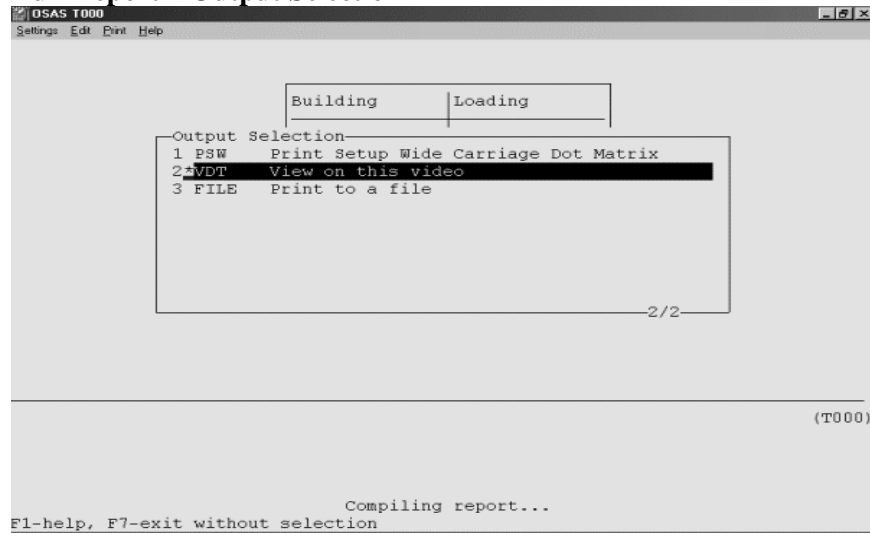 OSAS T000
Settings Edit Print Help
Building Loading
Output Selection
1 PSW Print Setup Wide Carriage Dot Matrix
2*VDT View on this video
3 FILE Print to a file
2/2
(T000)
Compiling report...
F1-help, F7-exit without selection